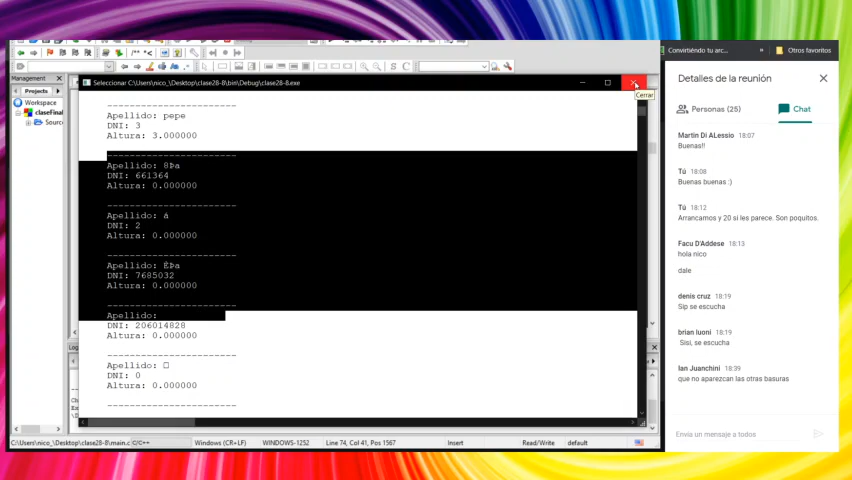 Convirtiéndo tu arc...
»
Otros favoritos
Management
Projects
Workspace
claseFinal
Sourc
Seleccionar C:\Users\nico_\Desktop\clase28-8\bin\Debug\clase28-8.exe
Cerrar
-----------------------
Apellido: pepe
DNI: 3
Altura: 3.000000
-----------------------
Apellido: 8Þa
DNI: 661364
Altura: 0.000000
-----------------------
Apellido: á
DNI: 2
Altura: 0.000000
-----------------------
Apellido: ÈÞa
DNI: 7685032
Altura: 0.000000
-----------------------
Apellido:
DNI: 206014828
Altura: 0.000000
-----------------------
Apellido: □
DNI: 0
Altura: 0.000000
-----------------------
C:\Users\nico_\Desktop\clase28-8\main.c
C/C++
Windows (CR+LF)
WINDOWS-1252
Line 74, Col 41, Pos 1567
Insert
Read/Write
default
Detalles de la reunión
Personas (25)
Chat
Martin Di ALessio 18:07
Buenas!!
Tú 18:08
Buenas buenas :)
Tú 18:12
Arrancamos y 20 si les parece. Son poquitos.
Facu D'Addese 18:13
hola nico
dale
denis cruz 18:19
Sip se escucha
brian luoni 18:19
Sisi, se escucha
Ian Juanchini 18:39
que no aparezcan las otras basuras
Envía un mensaje a todos